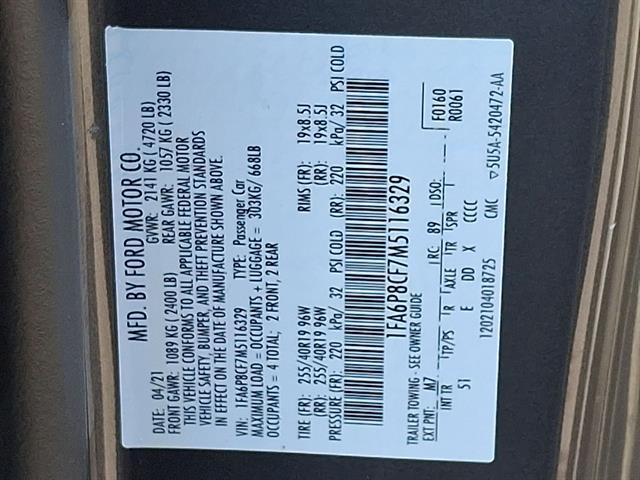 MFD. BY FORD MOTOR CO.
DATE: 04/21 GVWR: 2141 KG ( 4720 LB)
FRONT GAWR: 1089 KG ( 2400 LB) REAR GAWR: 1057 KG ( 2330 LB)
THIS VEHICLE CONFORMS TO ALL APPLICABLE FEDERAL MOTOR
VEHICLE SAFETY, BUMPER, AND THEFT PREVENTION STANDARDS
IN EFFECT ON THE DATE OF MANUFACTURE SHOWN ABOVE.
VIN: 1FA6P8CF7M5116329 TYPE: Passenger Car
MAXIMUM LOAD = OCCUPANTS + LUGGAGE = 303KG/ 668LB
OCCUPANTS = 4 TOTAL; 2 FRONT, 2 REAR
TIRE (FR): 255/40R19 96W RIMS (FR): 19x8.5J
(RR): 255/40R19 96W (RR): 19x8.5J
PRESSURE (FR): 220 kPa/ 32 PSI COLD (RR): 220 kPa/ 32 PSI COLD
1FA6P8CF7M5116329
TRAILER TOWING - SEE OWNER GUIDE F0160
EXT PNT: M7 RC: 89 DSO: R0061
INT TR TP/PS R AXLE TR SPR
51 E DD X CCCC
1202104018725 CMC ▽5U5A-5420472-AA